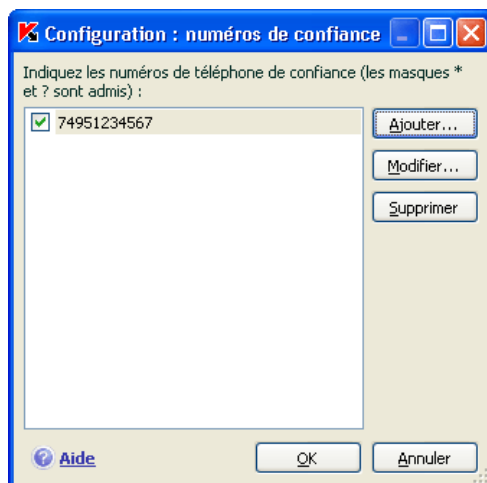 Configuration : numéros de confiance
Indiquez les numéros de téléphone de confiance (les masques *
et ? sont admis) :
74951234567
Ajouter...
Modifier...
Supprimer
Aide
OK
Annuler